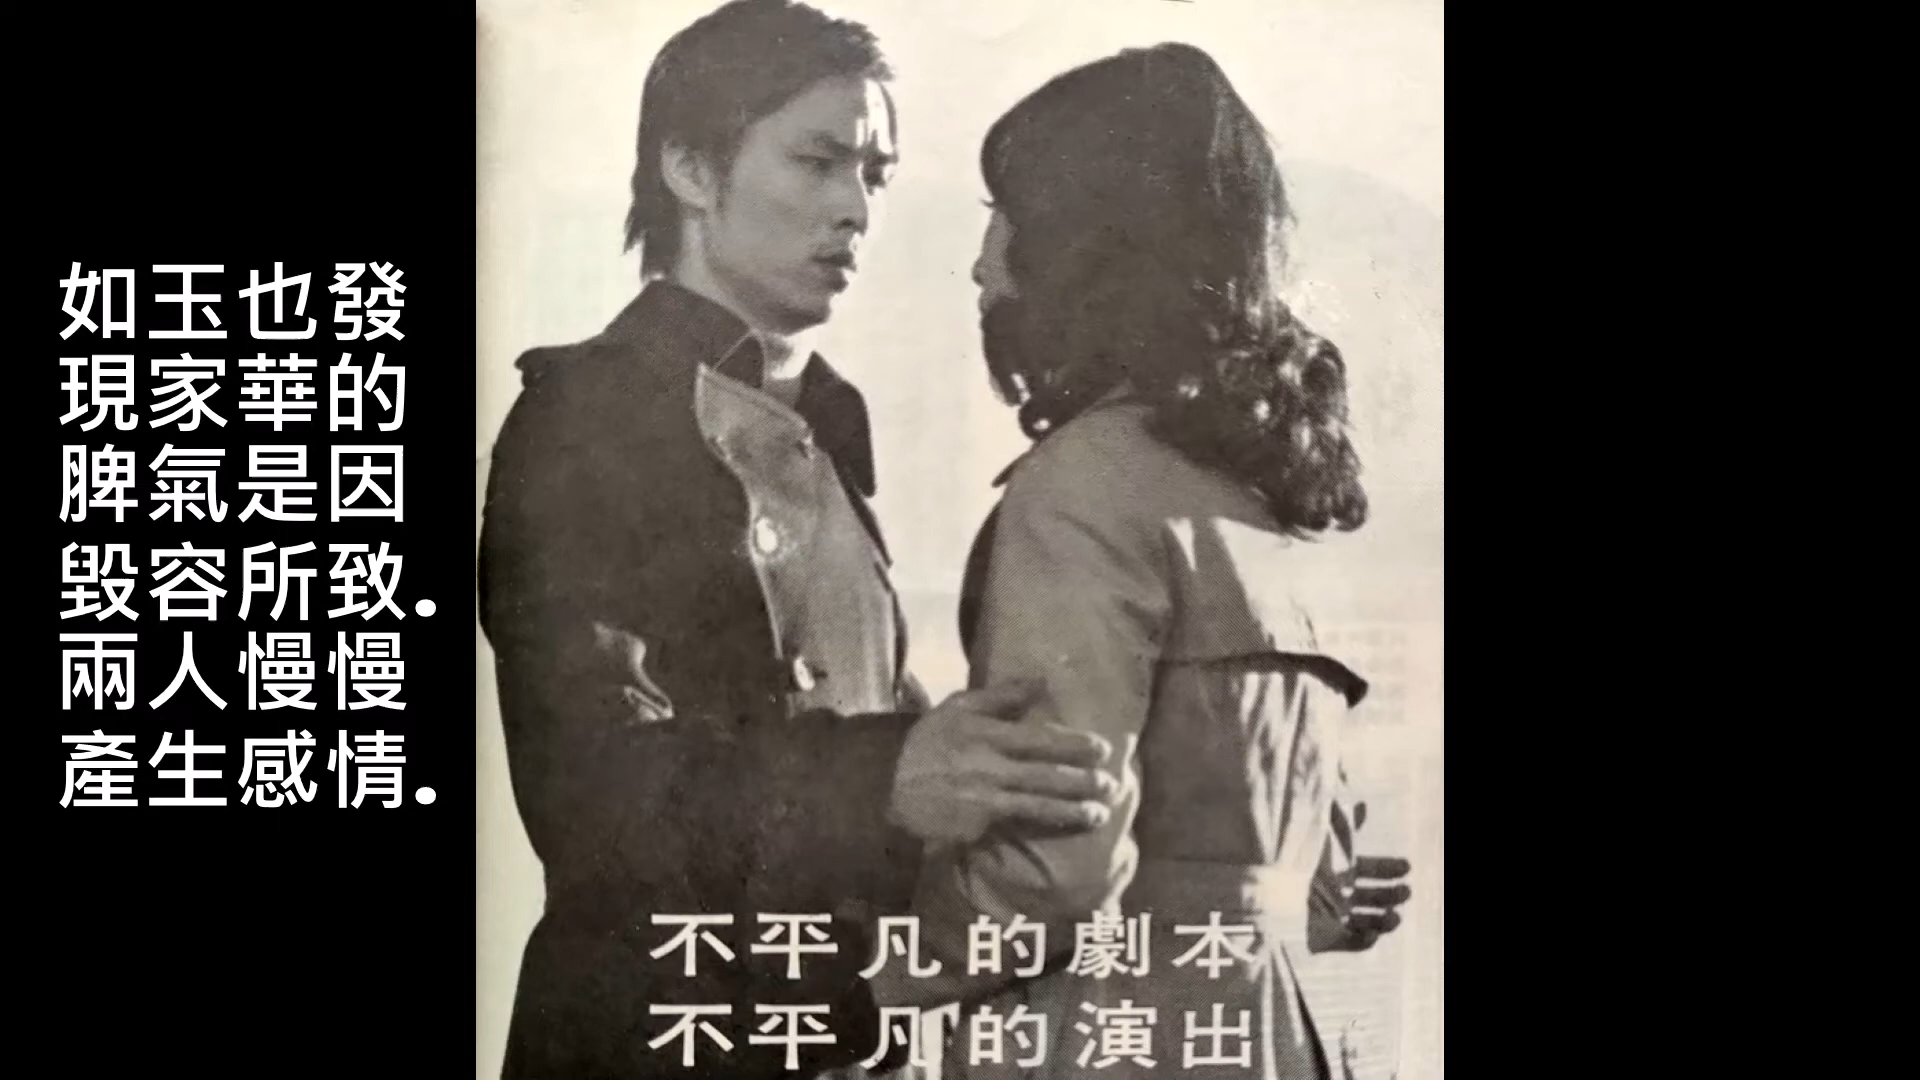 如玉也發
現家華的
脾氣是因
毀容所致.
兩人慢慢
產生感情.
不平凡的劇本
不平凡的演出